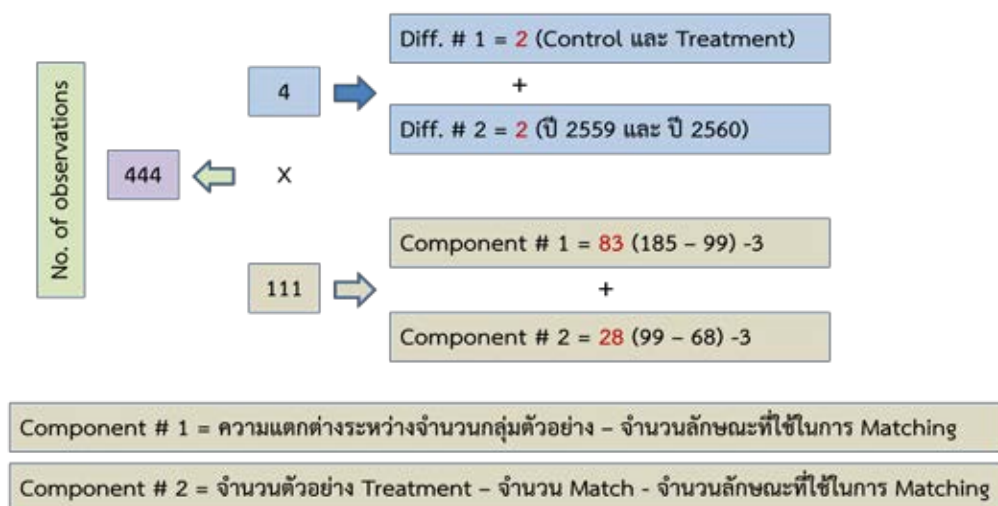 No. of observations
444
4
X
111
Diff. # 1 = 2 (Control และ Treatment)
+
Diff. # 2 = 2 (ปี 2559 และ ปี 2560)
Component # 1 = 83 (185 – 99) -3
+
Component # 2 = 28 (99 – 68) -3
Component # 1 = ความแตกต่างระหว่างจำนวนกลุ่มตัวอย่าง – จำนวนลักษณะที่ใช้ในการ Matching
Component # 2 = จำนวนตัวอย่าง Treatment – จำนวน Match - จำนวนลักษณะที่ใช้ในการ Matching